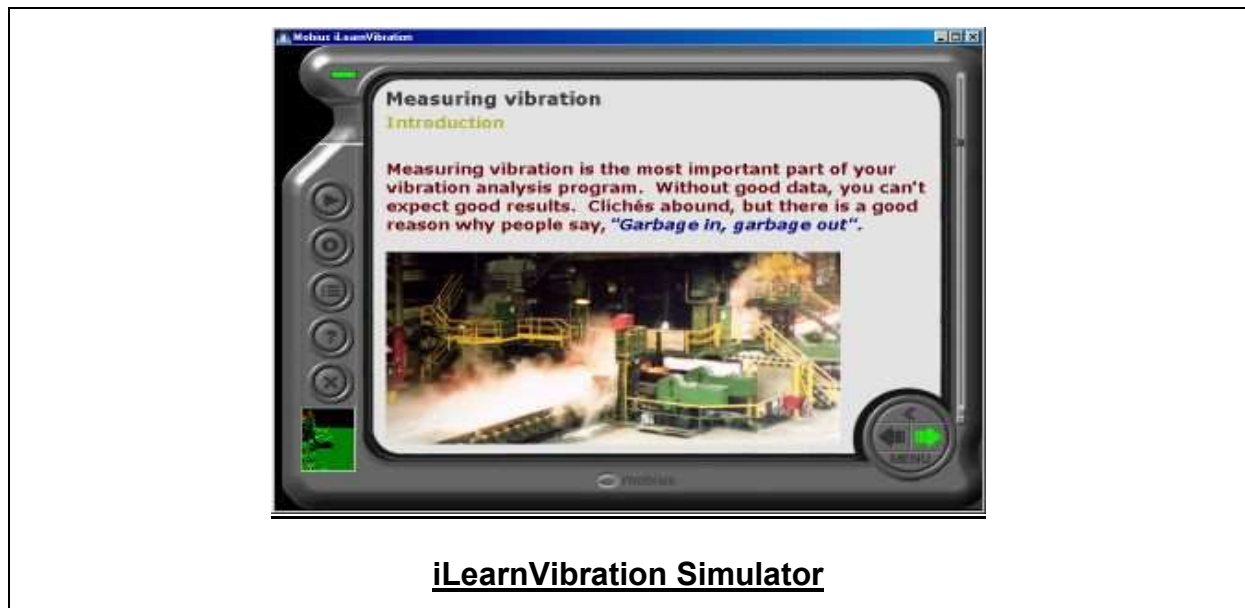 Mobius iLearnVibration
Measuring vibration
Introduction
Measuring vibration is the most important part of your
vibration analysis program. Without good data, you can't
expect good results. Clichés abound, but there is a good
reason why people say, "Garbage in, garbage out".
MENU
mobius
iLearnVibration Simulator